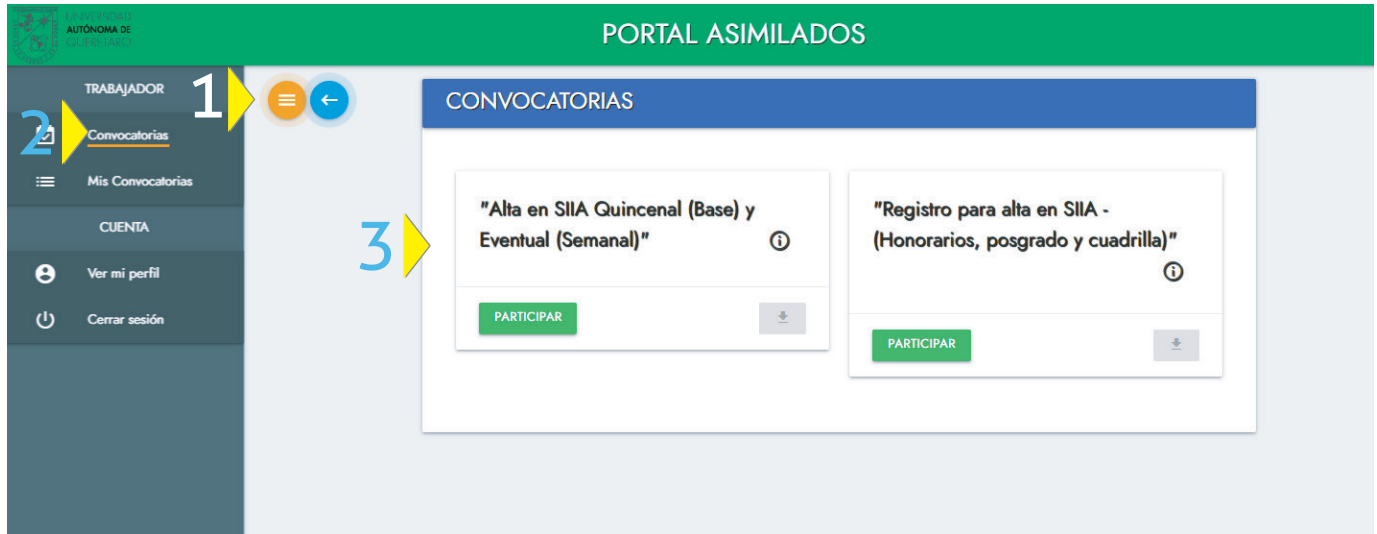 UNIVERSIDAD
AUTÓNOMA DE
QUERÉTARO
PORTAL ASIMILADOS
TRABAJADOR
1
2
Convocatorias
Mis Convocatorias
CUENTA
Ver mi perfil
Cerrar sesión
CONVOCATORIAS
3
"Alta en SIIA Quincenal (Base) y
Eventual (Semanal)"
PARTICIPAR
"Registro para alta en SIIA -
(Honorarios, posgrado y cuadrilla)"
PARTICIPAR